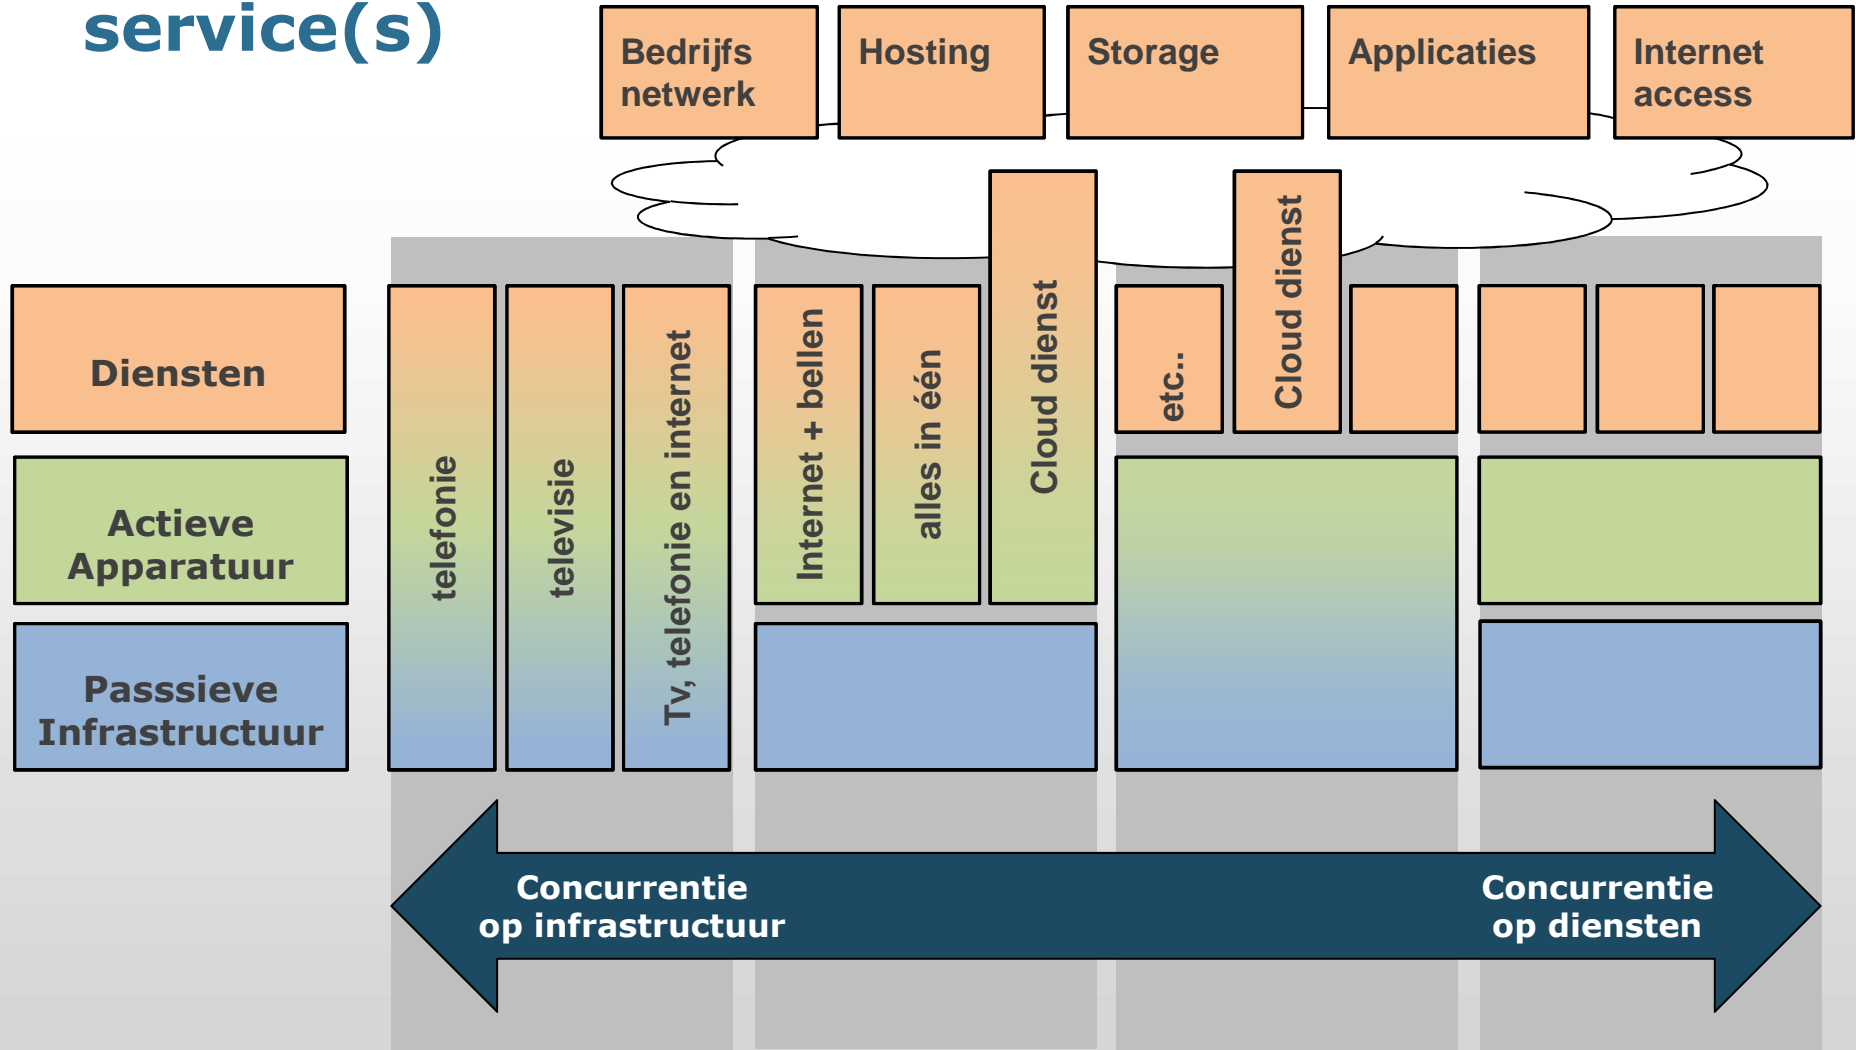 service(s)
Bedrijfs
netwerk
Hosting
Storage
Applicaties
Internet
access
Diensten
Actieve
Apparatuur
Passsieve
Infrastructuur
telefonie
televisie
Tv, telefonie en internet
Internet + bellen
alles in één
Cloud dienst
etc..
Cloud dienst
Concurrentie
op infrastructuur
Concurrentie
op diensten